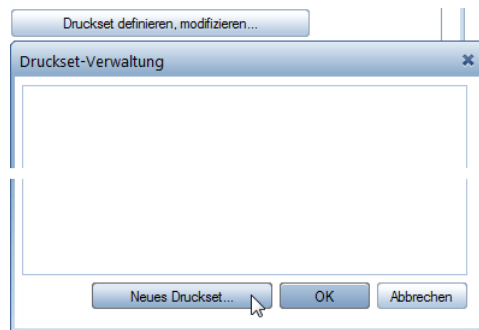 Druckset definieren, modifizieren...
Druckset-Verwaltung
Neues Druckset... OK Abbrechen